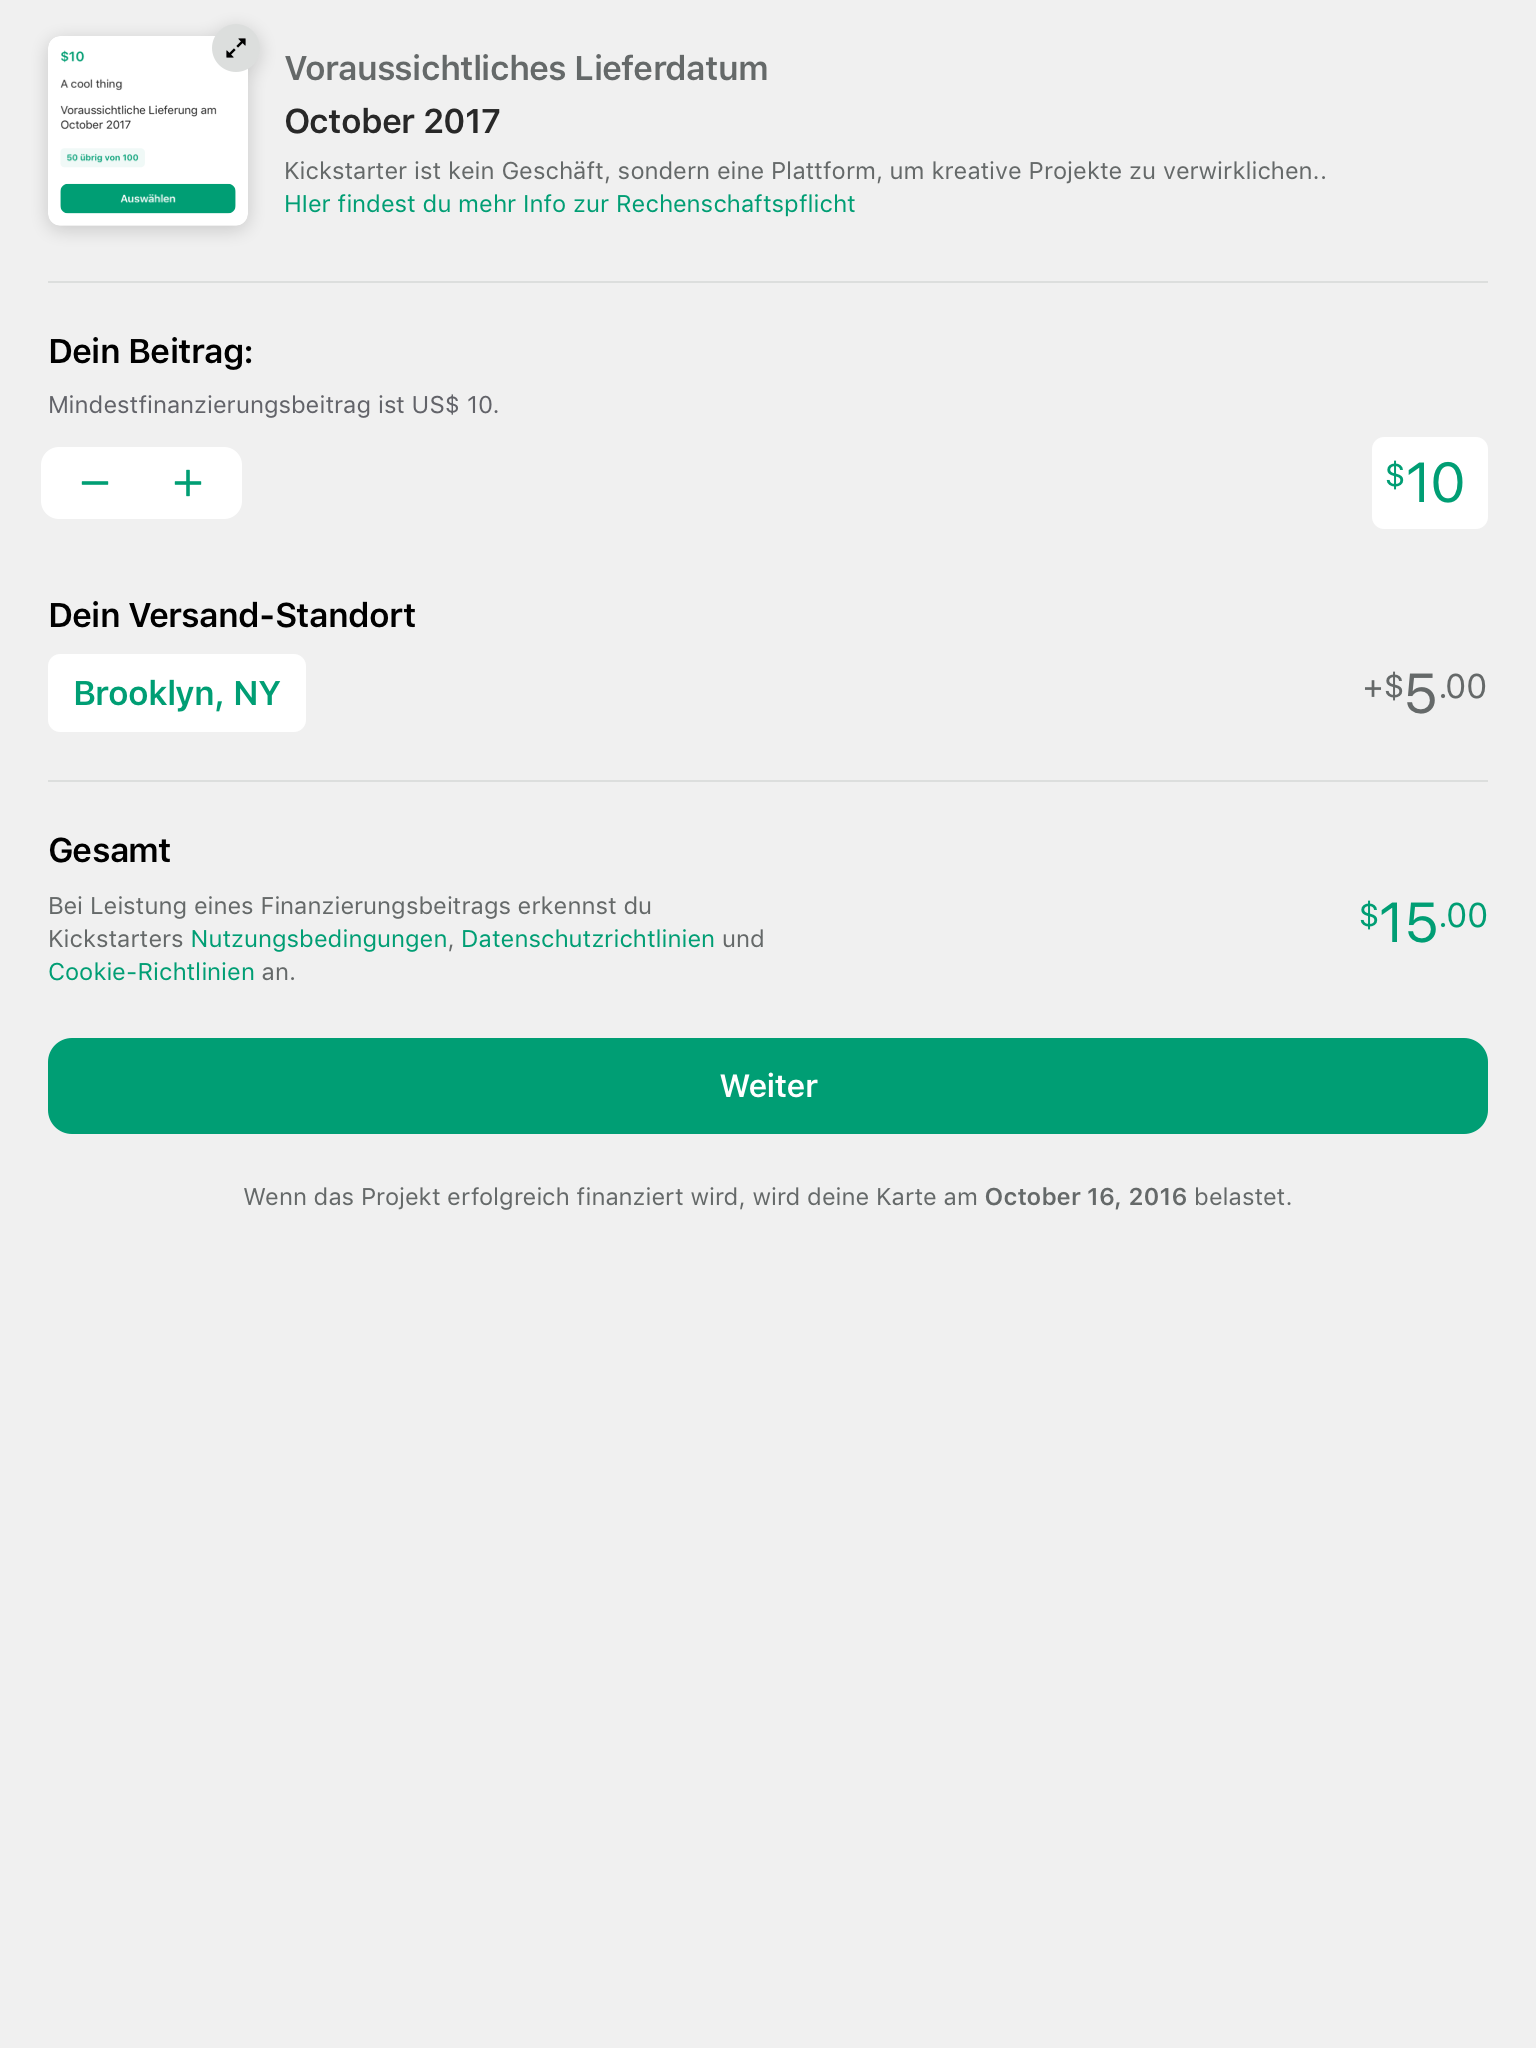 $10
A cool thing
Voraussichtliche Lieferung am
October 2017
50 übrig von 100
Auswählen
Voraussichtliches Lieferdatum
October 2017
Kickstarter ist kein Geschäft, sondern eine Plattform, um kreative Projekte zu verwirklichen..
HIer findest du mehr Info zur Rechenschaftspflicht
Dein Beitrag:
Mindestfinanzierungsbeitrag ist US$ 10.
− +
$10
Dein Versand-Standort
Brooklyn, NY
+$5.00
Gesamt
Bei Leistung eines Finanzierungsbeitrags erkennst du
Kickstarters Nutzungsbedingungen, Datenschutzrichtlinien und
Cookie-Richtlinien an.
$15.00
Weiter
Wenn das Projekt erfolgreich finanziert wird, wird deine Karte am October 16, 2016 belastet.